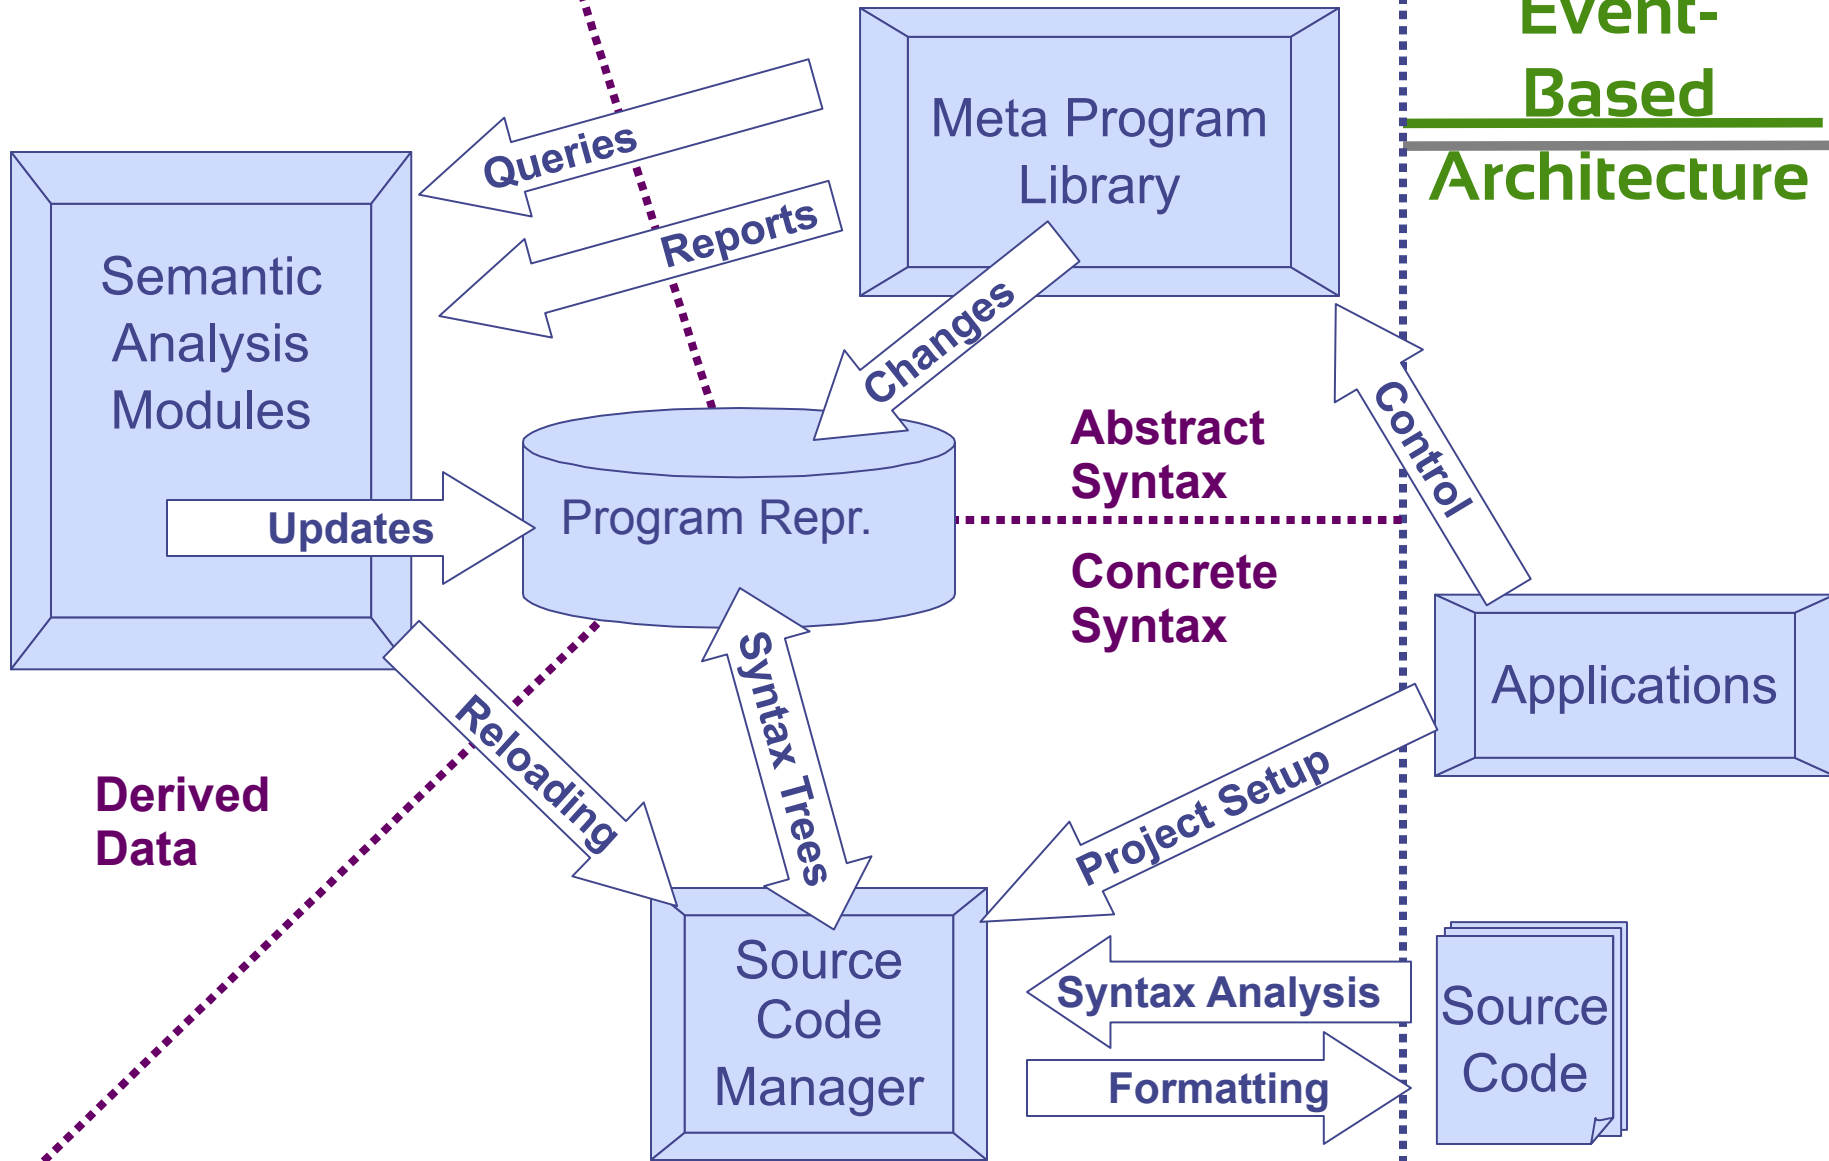 Event-
Based
Architecture
Meta Program
Library
Queries
Reports
Changes
Semantic
Analysis
Modules
Updates
Program Repr.
Abstract
Syntax
Concrete
Syntax
Control
Applications
Reloading
Syntax Trees
Project Setup
Derived
Data
Source
Code
Manager
Syntax Analysis
Formatting
Source
Code